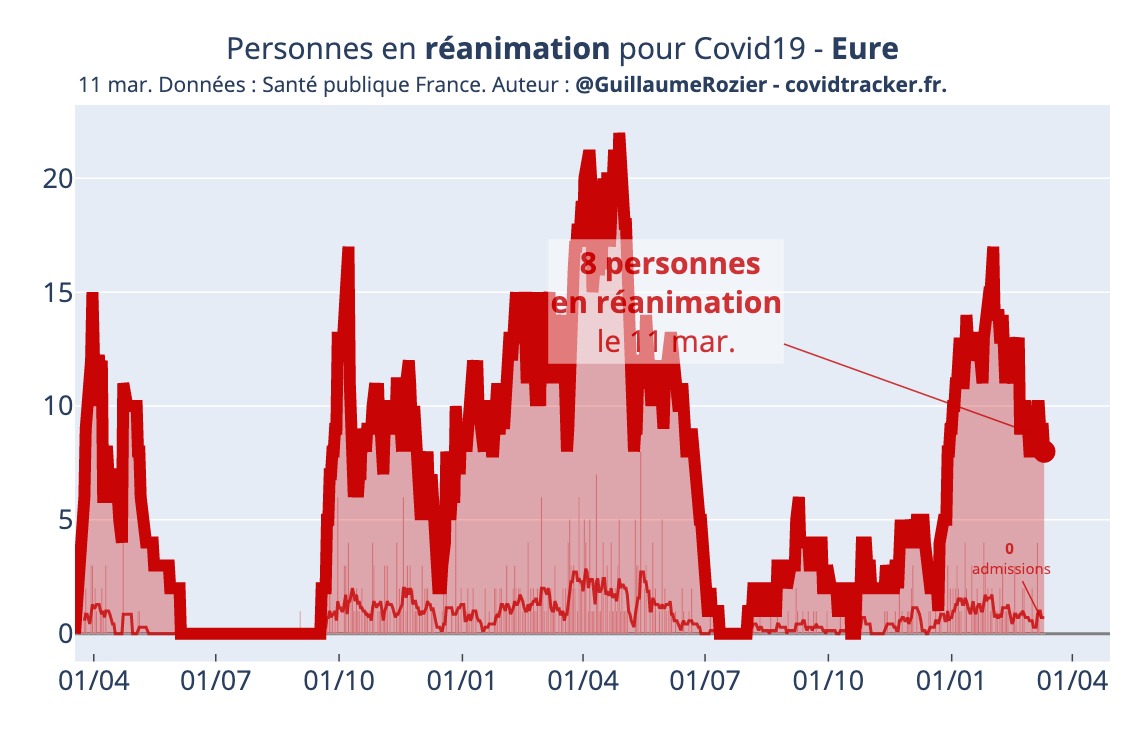 Personnes en réanimation pour Covid19 - Eure
11 mar. Données : Santé publique France. Auteur : @GuillaumeRozier - covidtracker.fr.
20
15
10
5
0
8 personnes
en réanimation
le 11 mar.
0
admissions
01/04 01/07 01/10 01/01 01/04 01/07 01/10 01/01 01/04